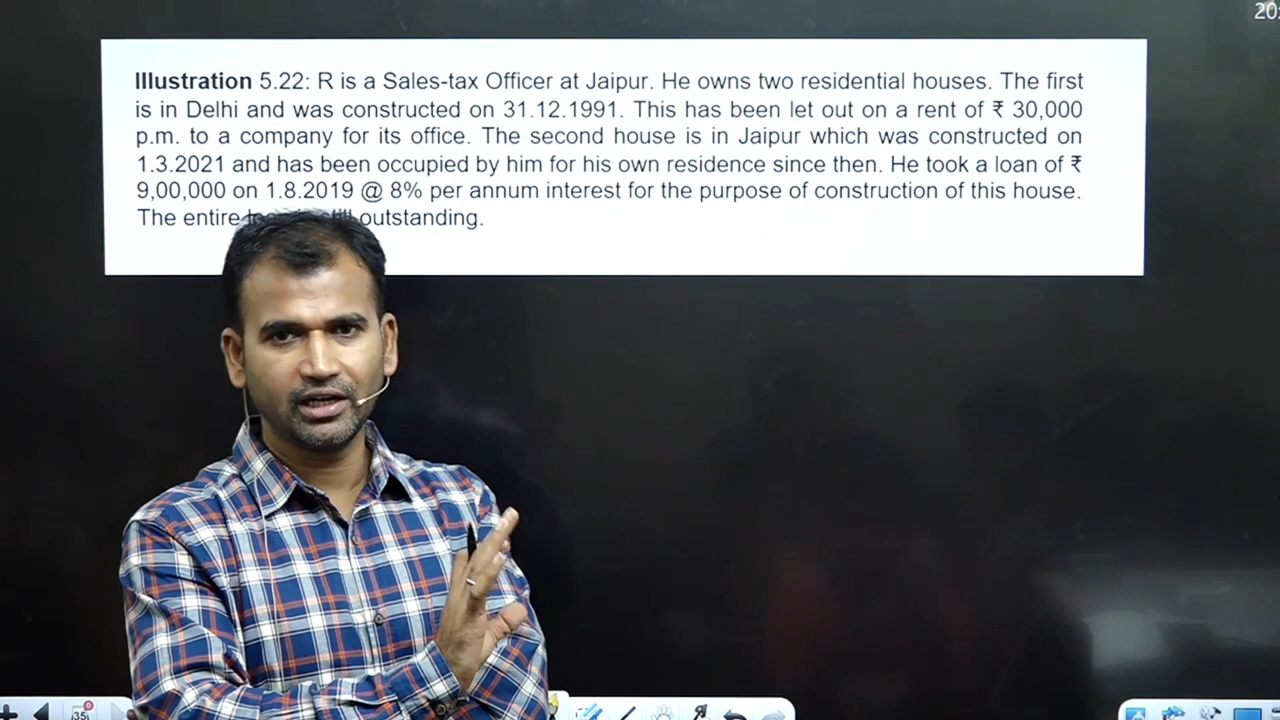 20:
Illustration 5.22: R is a Sales-tax Officer at Jaipur. He owns two residential houses. The first
is in Delhi and was constructed on 31.12.1991. This has been let out on a rent of ₹ 30,000
p.m. to a company for its office. The second house is in Jaipur which was constructed on
1.3.2021 and has been occupied by him for his own residence since then. He took a loan of ₹
9,00,000 on 1.8.2019 @ 8% per annum interest for the purpose of construction of this house.
The entire outstanding.
35